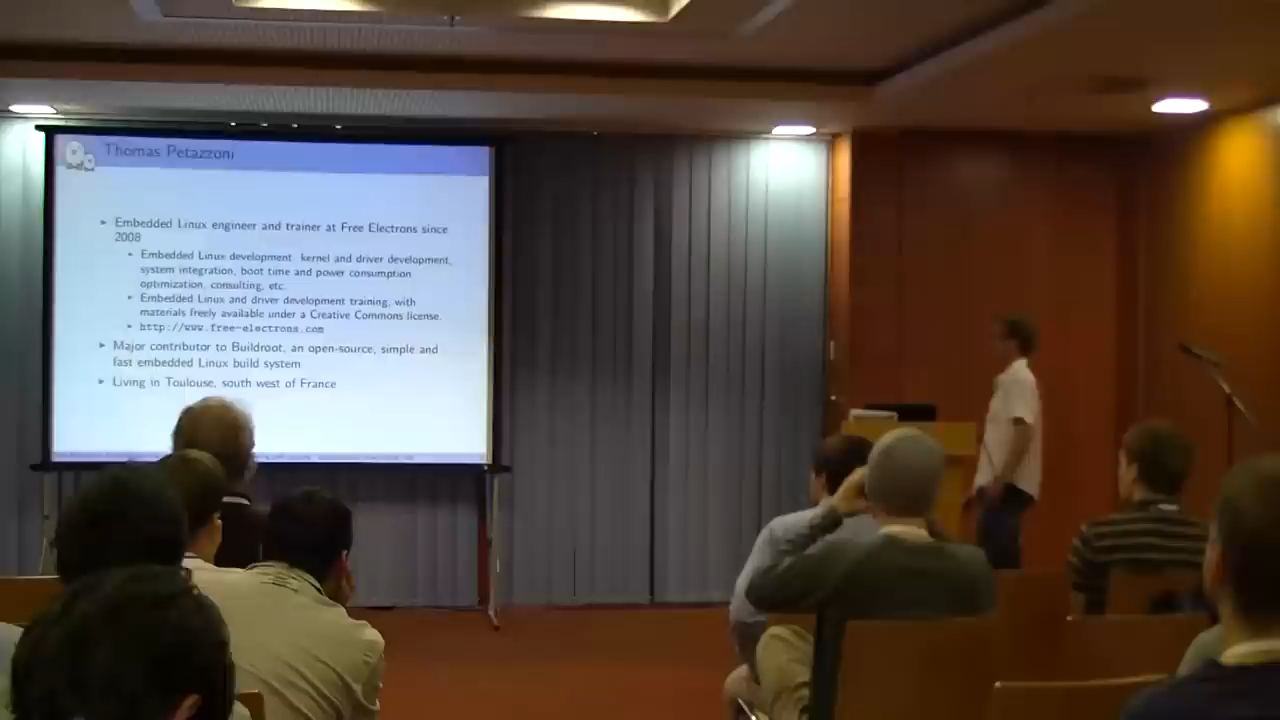 Thomas Petazzoni
Embedded Linux engineer and trainer at Free Electrons since
2008
Embedded Linux development, kernel and driver development,
system integration, boot time and power consumption
optimization, consulting, etc.
Embedded Linux and driver development training, with
materials freely available under a Creative Commons license.
http://www.free-electrons.com
Major contributor to Buildroot, an open-source, simple and
fast embedded Linux build system
Living in Toulouse, south west of France